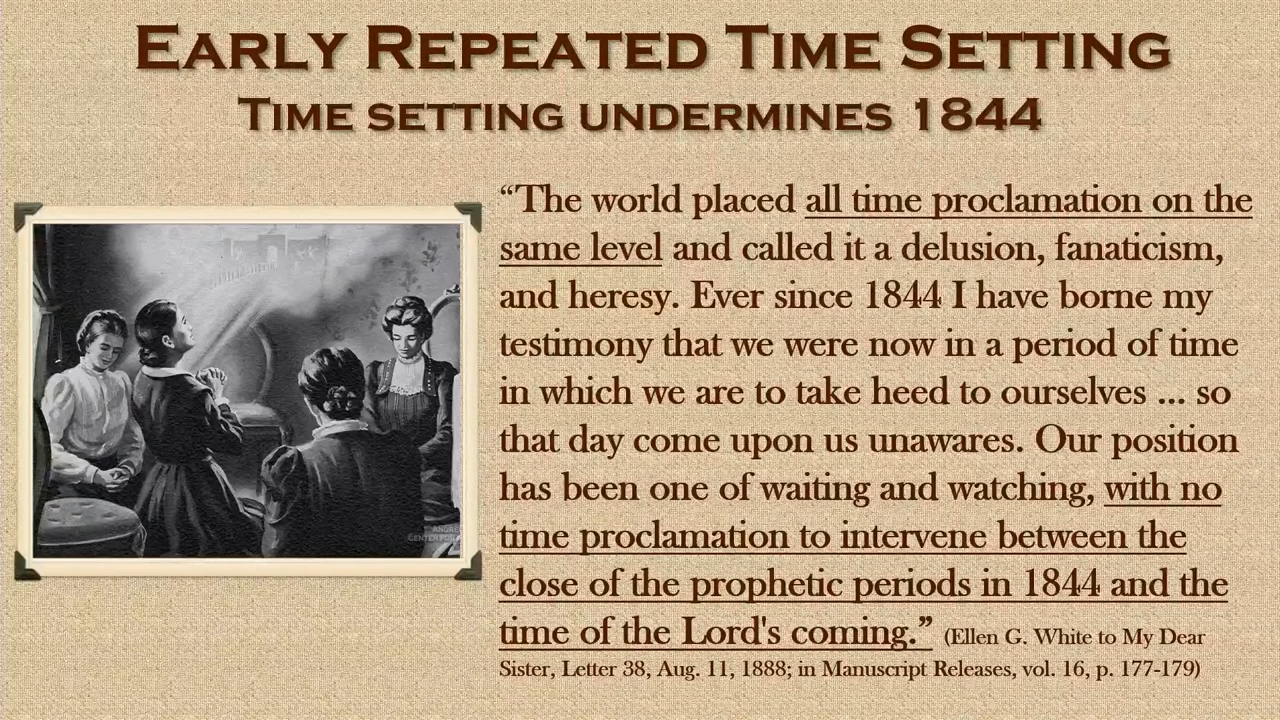 Early Repeated Time Setting
Time setting undermines 1844
“The world placed all time proclamation on the
same level and called it a delusion, fanaticism,
and heresy. Ever since 1844 I have borne my
testimony that we were now in a period of time
in which we are to take heed to ourselves ... so
that day come upon us unawares. Our position
has been one of waiting and watching, with no
time proclamation to intervene between the
close of the prophetic periods in 1844 and the
time of the Lord's coming.” (Ellen G. White to My Dear
Sister, Letter 38, Aug. 11, 1888; in Manuscript Releases, vol. 16, p. 177-179)
CENTER FOR